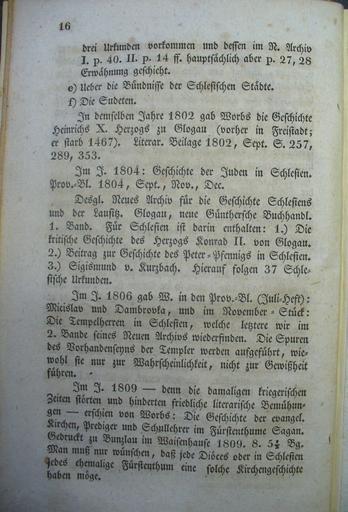 16
drei Urkunden vorkommen und dessen im N. Archiv
I. p. 40. II. p. 14 ff. hauptsächlich aber p. 27, 28
Erwähnung geschieht.
e) Ueber die Bündnisse der Schlesischen Städte.
f) Die Sudeten.
In demselben Jahre 1802 gab Worbs die Geschichte
Heinrichs X. Herzogs zu Glogau (vorher in Freistadt;
er starb 1467). Literar. Beilage 1802, Sept. S. 257,
289, 353.
Im J. 1804: Geschichte der Juden in Schlesien.
Prov.-Bl. 1804, Sept., Nov., Dec.
Desgl. Neues Archiv für die Geschichte Schlesiens
und der Lausitz. Glogau, neue Günthersche Buchhandl.
1. Band. Für Schlesien ist darin enthalten: 1.) Die
kritische Geschichte des Herzogs Konrad II. von Glogau.
2.) Beitrag zur Geschichte des Peter-Pfennigs in Schlesien.
3.) Sigismund v. Kurzbach. Hierauf folgen 37 Schle-
sische Urkunden.
Im J. 1806 gab W. in den Prov.-Bl. (Juli-Heft):
Micislav und Dambrovka, und im November-Stück:
Die Tempelherren in Schlesien, welche letztere wir im
2. Bande seines Neuen Archivs wiederfinden. Die Spuren
des Vorhandenseyns der Templer werden aufgeführt, wie-
wohl sie nur zur Wahrscheinlichkeit, nicht zur Gewißheit
führen.
Im J. 1809 — denn die damaligen kriegerischen
Zeiten störten und hinderten friedliche literarische Bemühun-
gen — erschien von Worbs: Die Geschichte der evangel.
Kirchen, Prediger und Schullehrer im Fürstenthume Sagan.
Gedruckt zu Bunzlau im Waisenhause 1809. 8. 5½ Bg.
Man muß nur wünschen, daß jede Diöces oder in Schlesien
jedes ehemalige Fürstenthum eine solche Kirchengeschichte
haben möge.